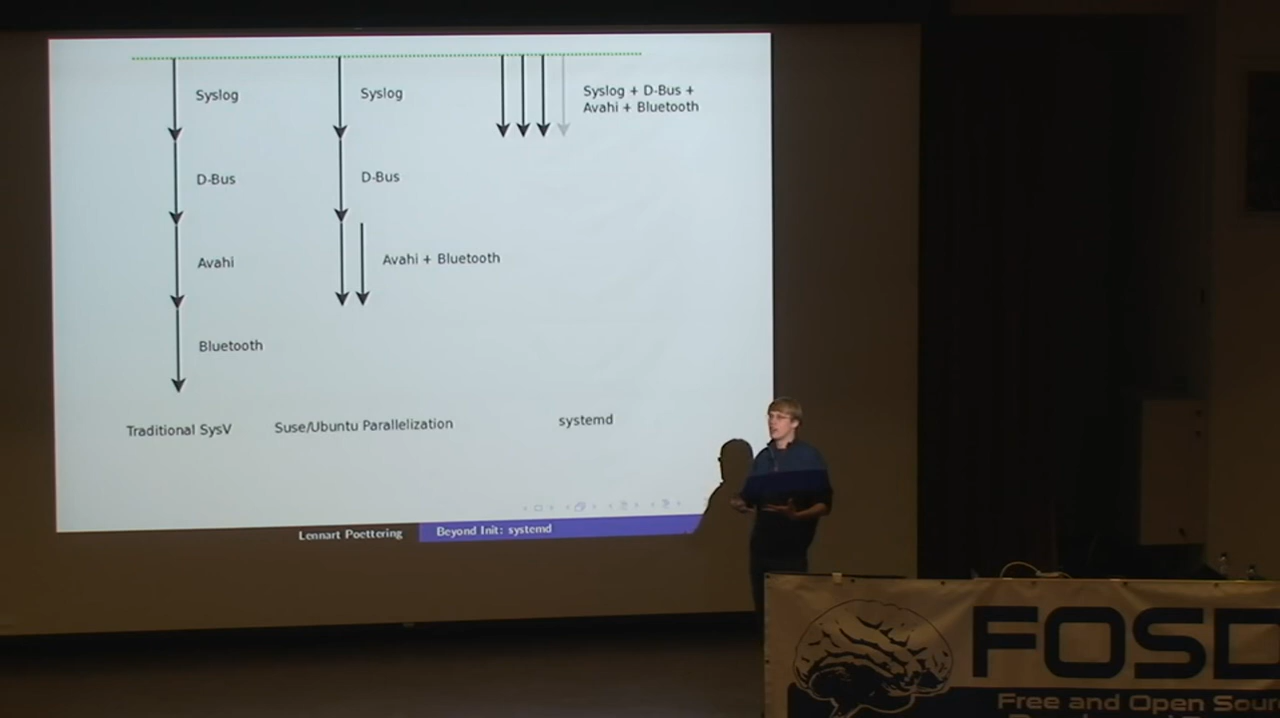 Syslog
D-Bus
Avahi
Bluetooth
Traditional SysV
Syslog
D-Bus
Avahi + Bluetooth
Suse/Ubuntu Parallelization
Syslog + D-Bus +
Avahi + Bluetooth
systemd
Lennart Poettering
Beyond Init: systemd
FOSD
Free and Open Sour